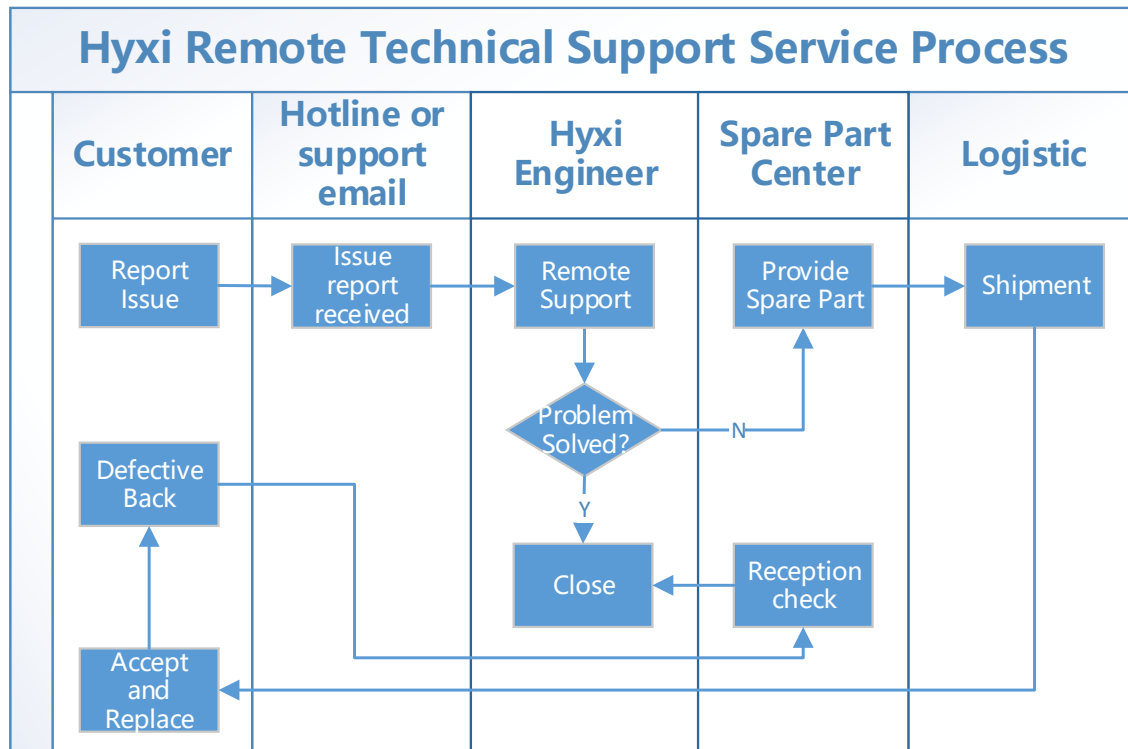 Hyxi Remote Technical Support Service Process
Customer
Hotline or
support
email
Hyxi
Engineer
Spare Part
Center
Logistic
Report
Issue
Issue
report
received
Remote
Support
Provide
Spare Part
Shipment
Problem
Solved?
N
Defective
Back
Y
Close
Reception
check
Accept
and
Replace